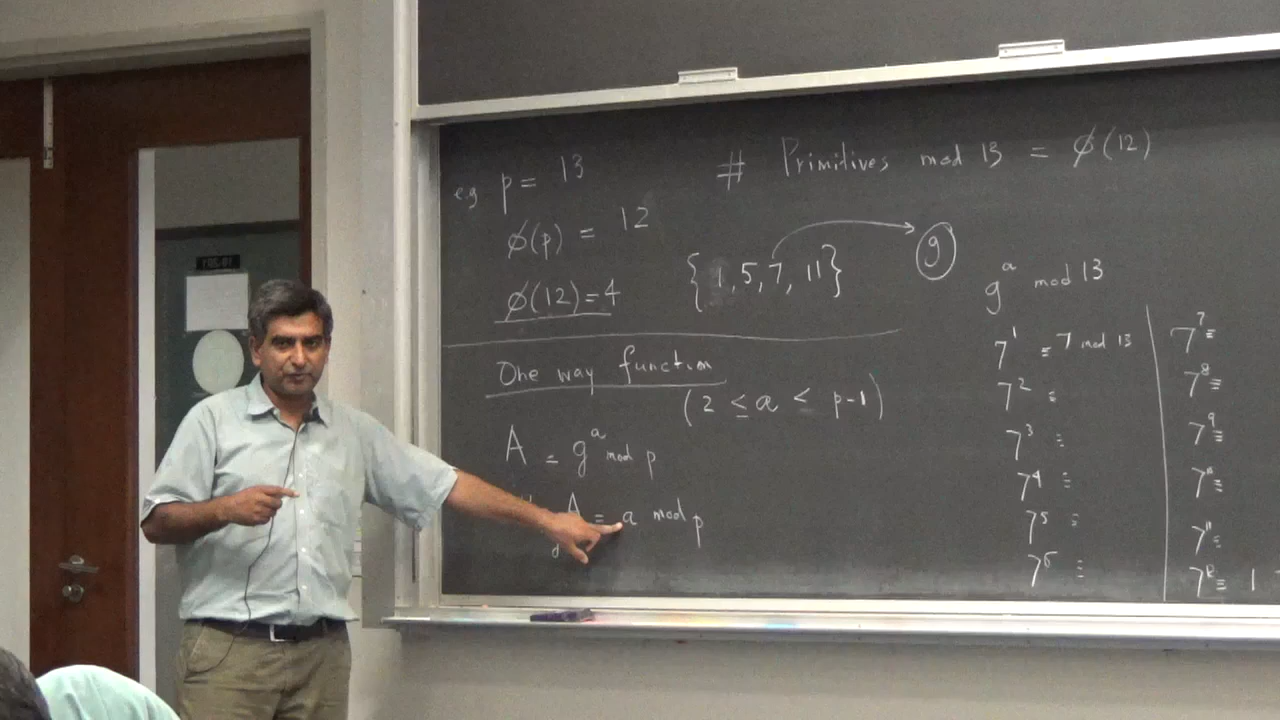 e.g. p = 13
# Primitives mod 13 = ϕ(12)
ϕ(p) = 12
ϕ(12)=4
{1, 5, 7, 11}
g
g^a mod 13
One way function
(2 ≤ a < p-1)
A = g^a mod p
A = a mod p
7^1 ≡ 7 mod 13
7^2 ≡
7^3 ≡
7^4 ≡
7^5 ≡
7^6 ≡
7^7 ≡
7^8 ≡
7^9 ≡
7^10 ≡
7^11 ≡
7^12 ≡ 1